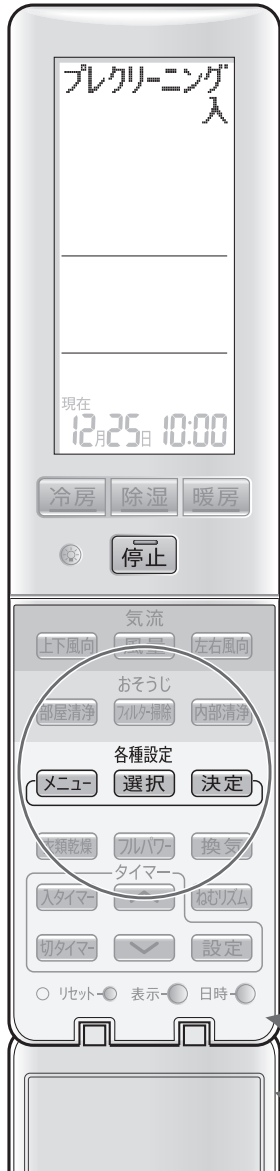 プレクリーニング
入
現在
12月25日 10:00
冷房 除湿 暖房
停止
気流
上下風向 風量 左右風向
おそうじ
部屋清浄 フィルター掃除 内部清浄
各種設定
メニュー 選択 決定
衣類乾燥 フルパワー 換気
タイマー
入タイマー ねむリズム
切タイマー 設定
リセット 表示 日時